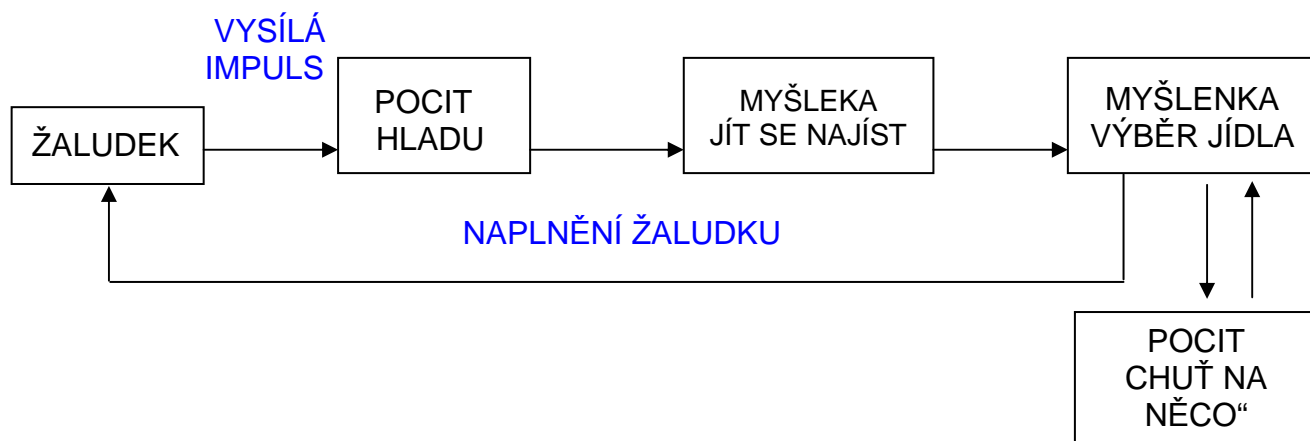 VYSÍLÁ
IMPULS
ŽALUDEK
POCIT
HLADU
MYŠLEKA
JÍT SE NAJÍST
MYŠLENKA
VÝBĚR JÍDLA
NAPLNĚNÍ ŽALUDKU
POCIT
CHUŤ NA
NĚCO“